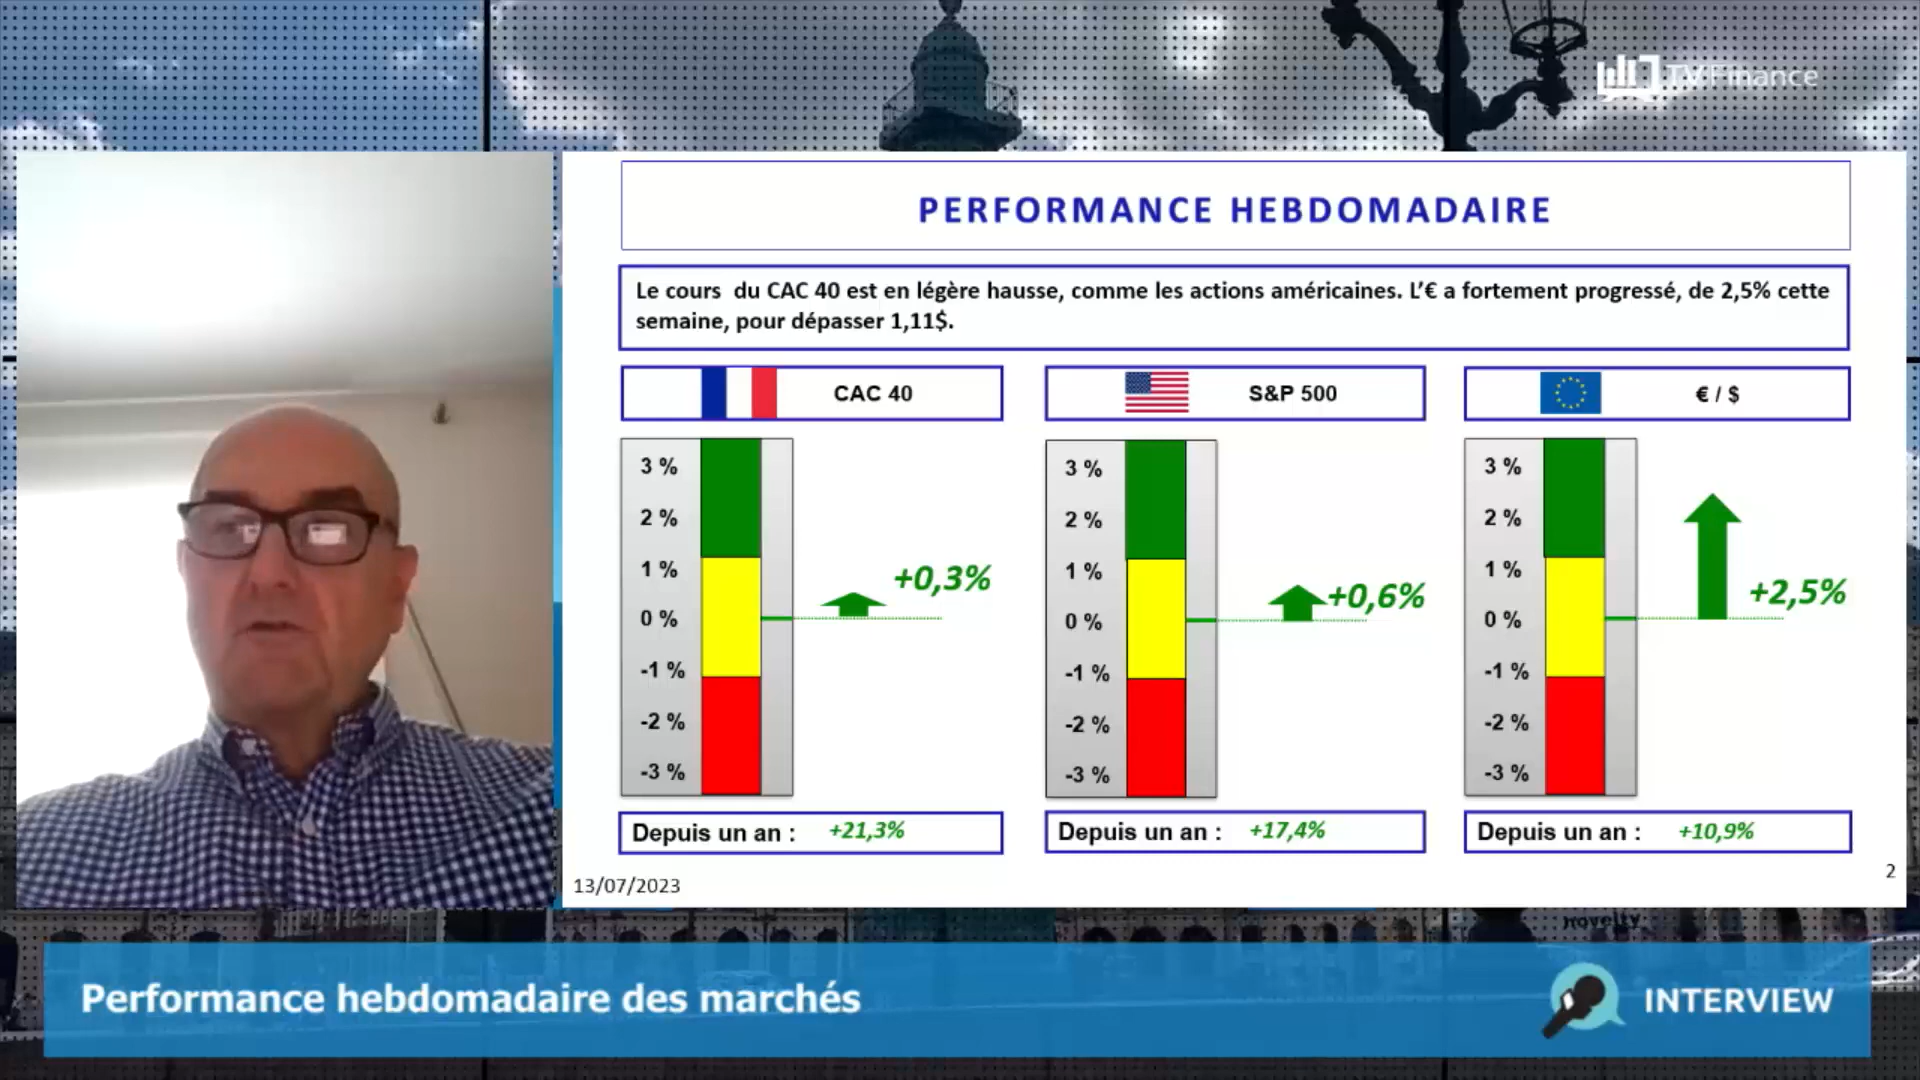 TVFinance
PERFORMANCE HEBDOMADAIRE
Le cours du CAC 40 est en légère hausse, comme les actions américaines. L’€ a fortement progressé, de 2,5% cette
semaine, pour dépasser 1,11$.
CAC 40
3 %
2 %
1 %
0 %
-1 %
-2 %
-3 %
+0,3%
Depuis un an : +21,3%
S&P 500
3 %
2 %
1 %
0 %
-1 %
-2 %
-3 %
+0,6%
Depuis un an : +17,4%
€ / $
3 %
2 %
1 %
0 %
-1 %
-2 %
-3 %
+2,5%
Depuis un an : +10,9%
13/07/2023
2
novelty
Performance hebdomadaire des marchés
INTERVIEW